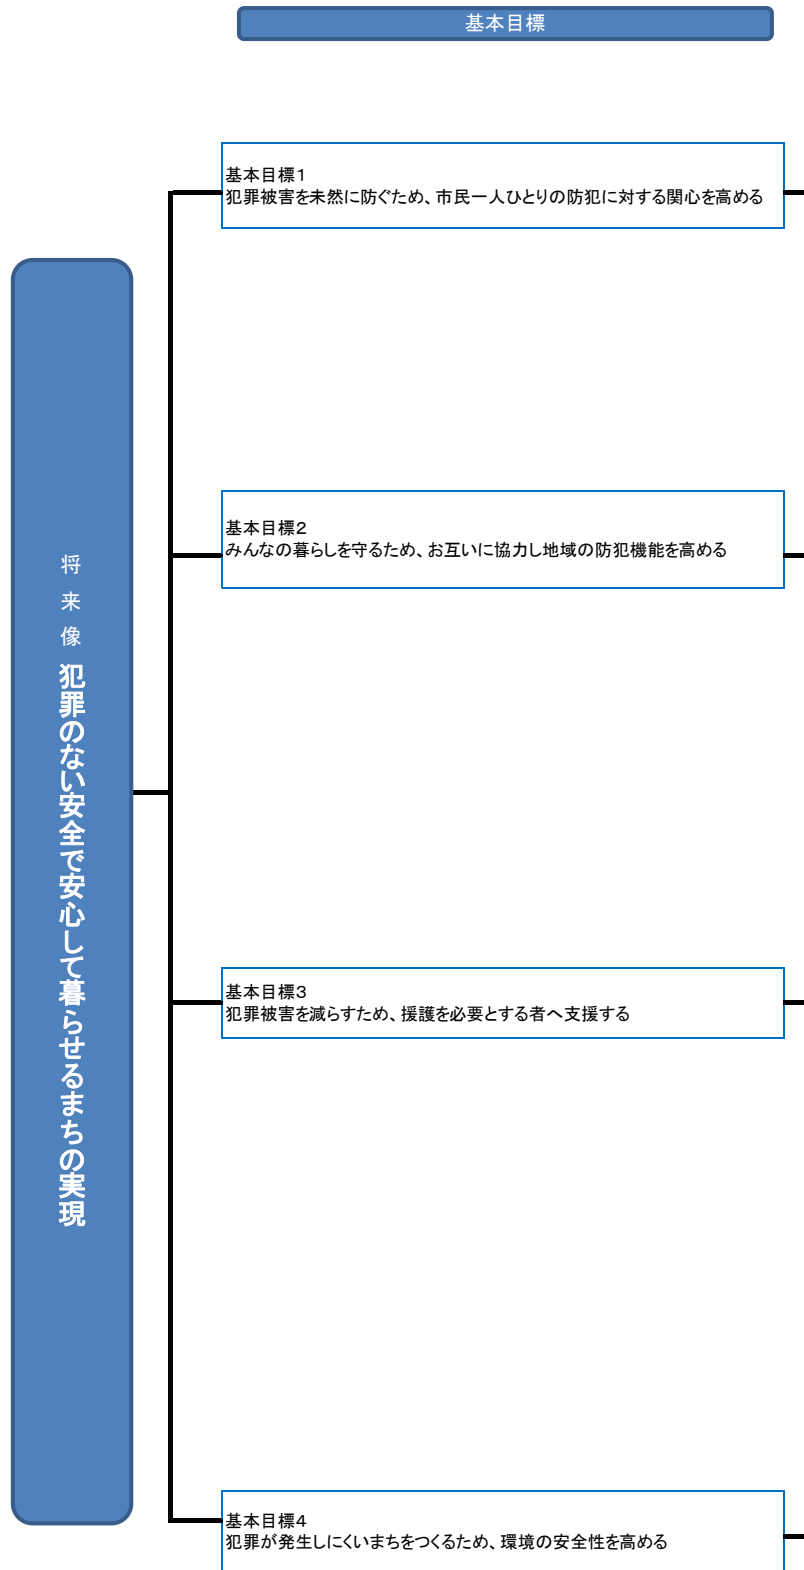 基本目標
基本目標1
犯罪被害を未然に防ぐため、市民一人ひとりの防犯に対する関心を高める
基本目標2
みんなの暮らしを守るため、お互いに協力し地域の防犯機能を高める
将来像 犯罪のない安全で安心して暮らせるまちの実現
基本目標3
犯罪被害を減らすため、援護を必要とする者へ支援する
基本目標4
犯罪が発生しにくいまちをつくるため、環境の安全性を高める